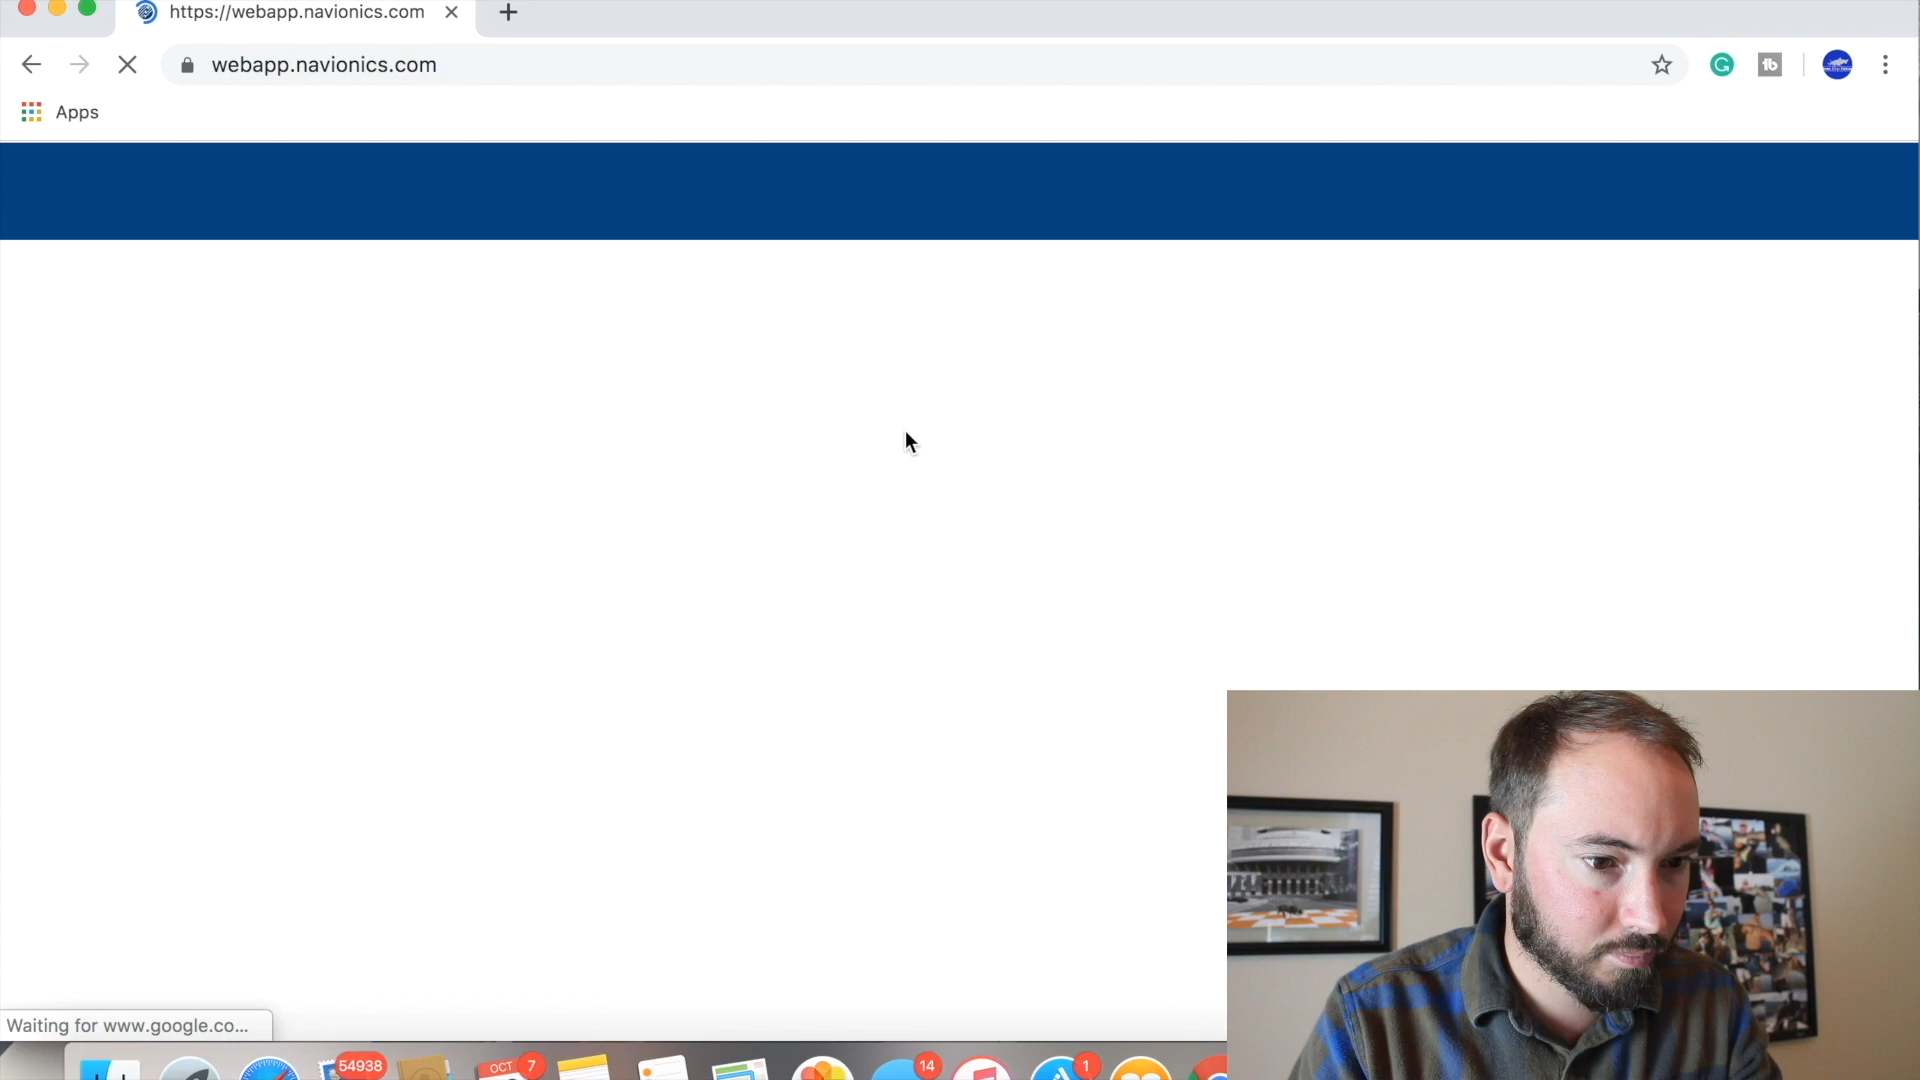 https://webapp.navionics.com
webapp.navionics.com
Apps
Waiting for www.google.co...
54938
OCT
7
14
1